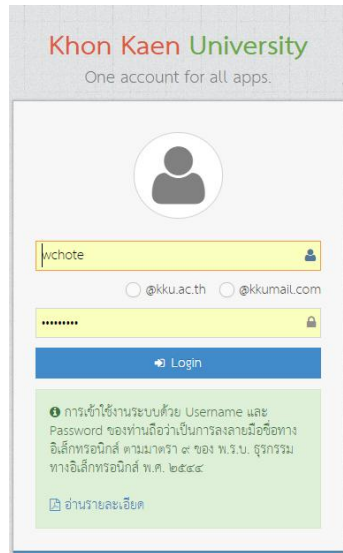 Khon Kaen University
One account for all apps.
wchote
@kku.ac.th @kkumail.com
•••••••••
Login
การเข้าใช้งานระบบด้วย Username และ
Password ของท่านถือว่าเป็นการลงลายมือชื่อทาง
อิเล็กทรอนิกส์ ตามมาตรา ๙ ของ พ.ร.บ. ธุรกรรม
ทางอิเล็กทรอนิกส์ พ.ศ. ๒๕๔๔
อ่านรายละเอียด